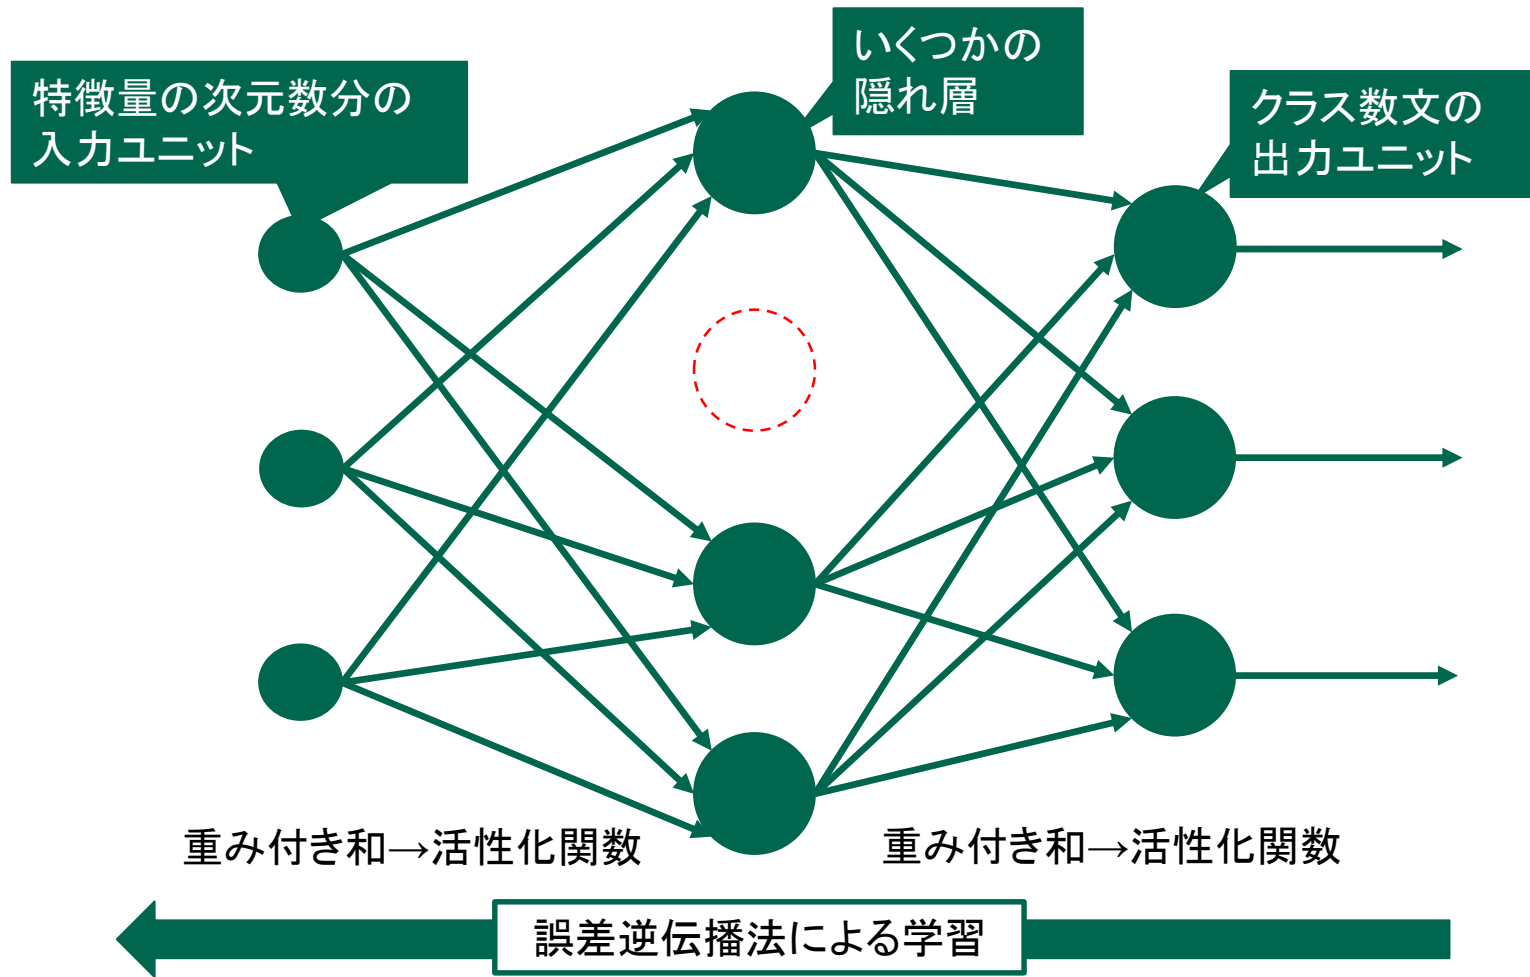 特徴量の次元数分の
入力ユニット
いくつかの
隠れ層
クラス数文の
出力ユニット
重み付き和→活性化関数
重み付き和→活性化関数
誤差逆伝播法による学習